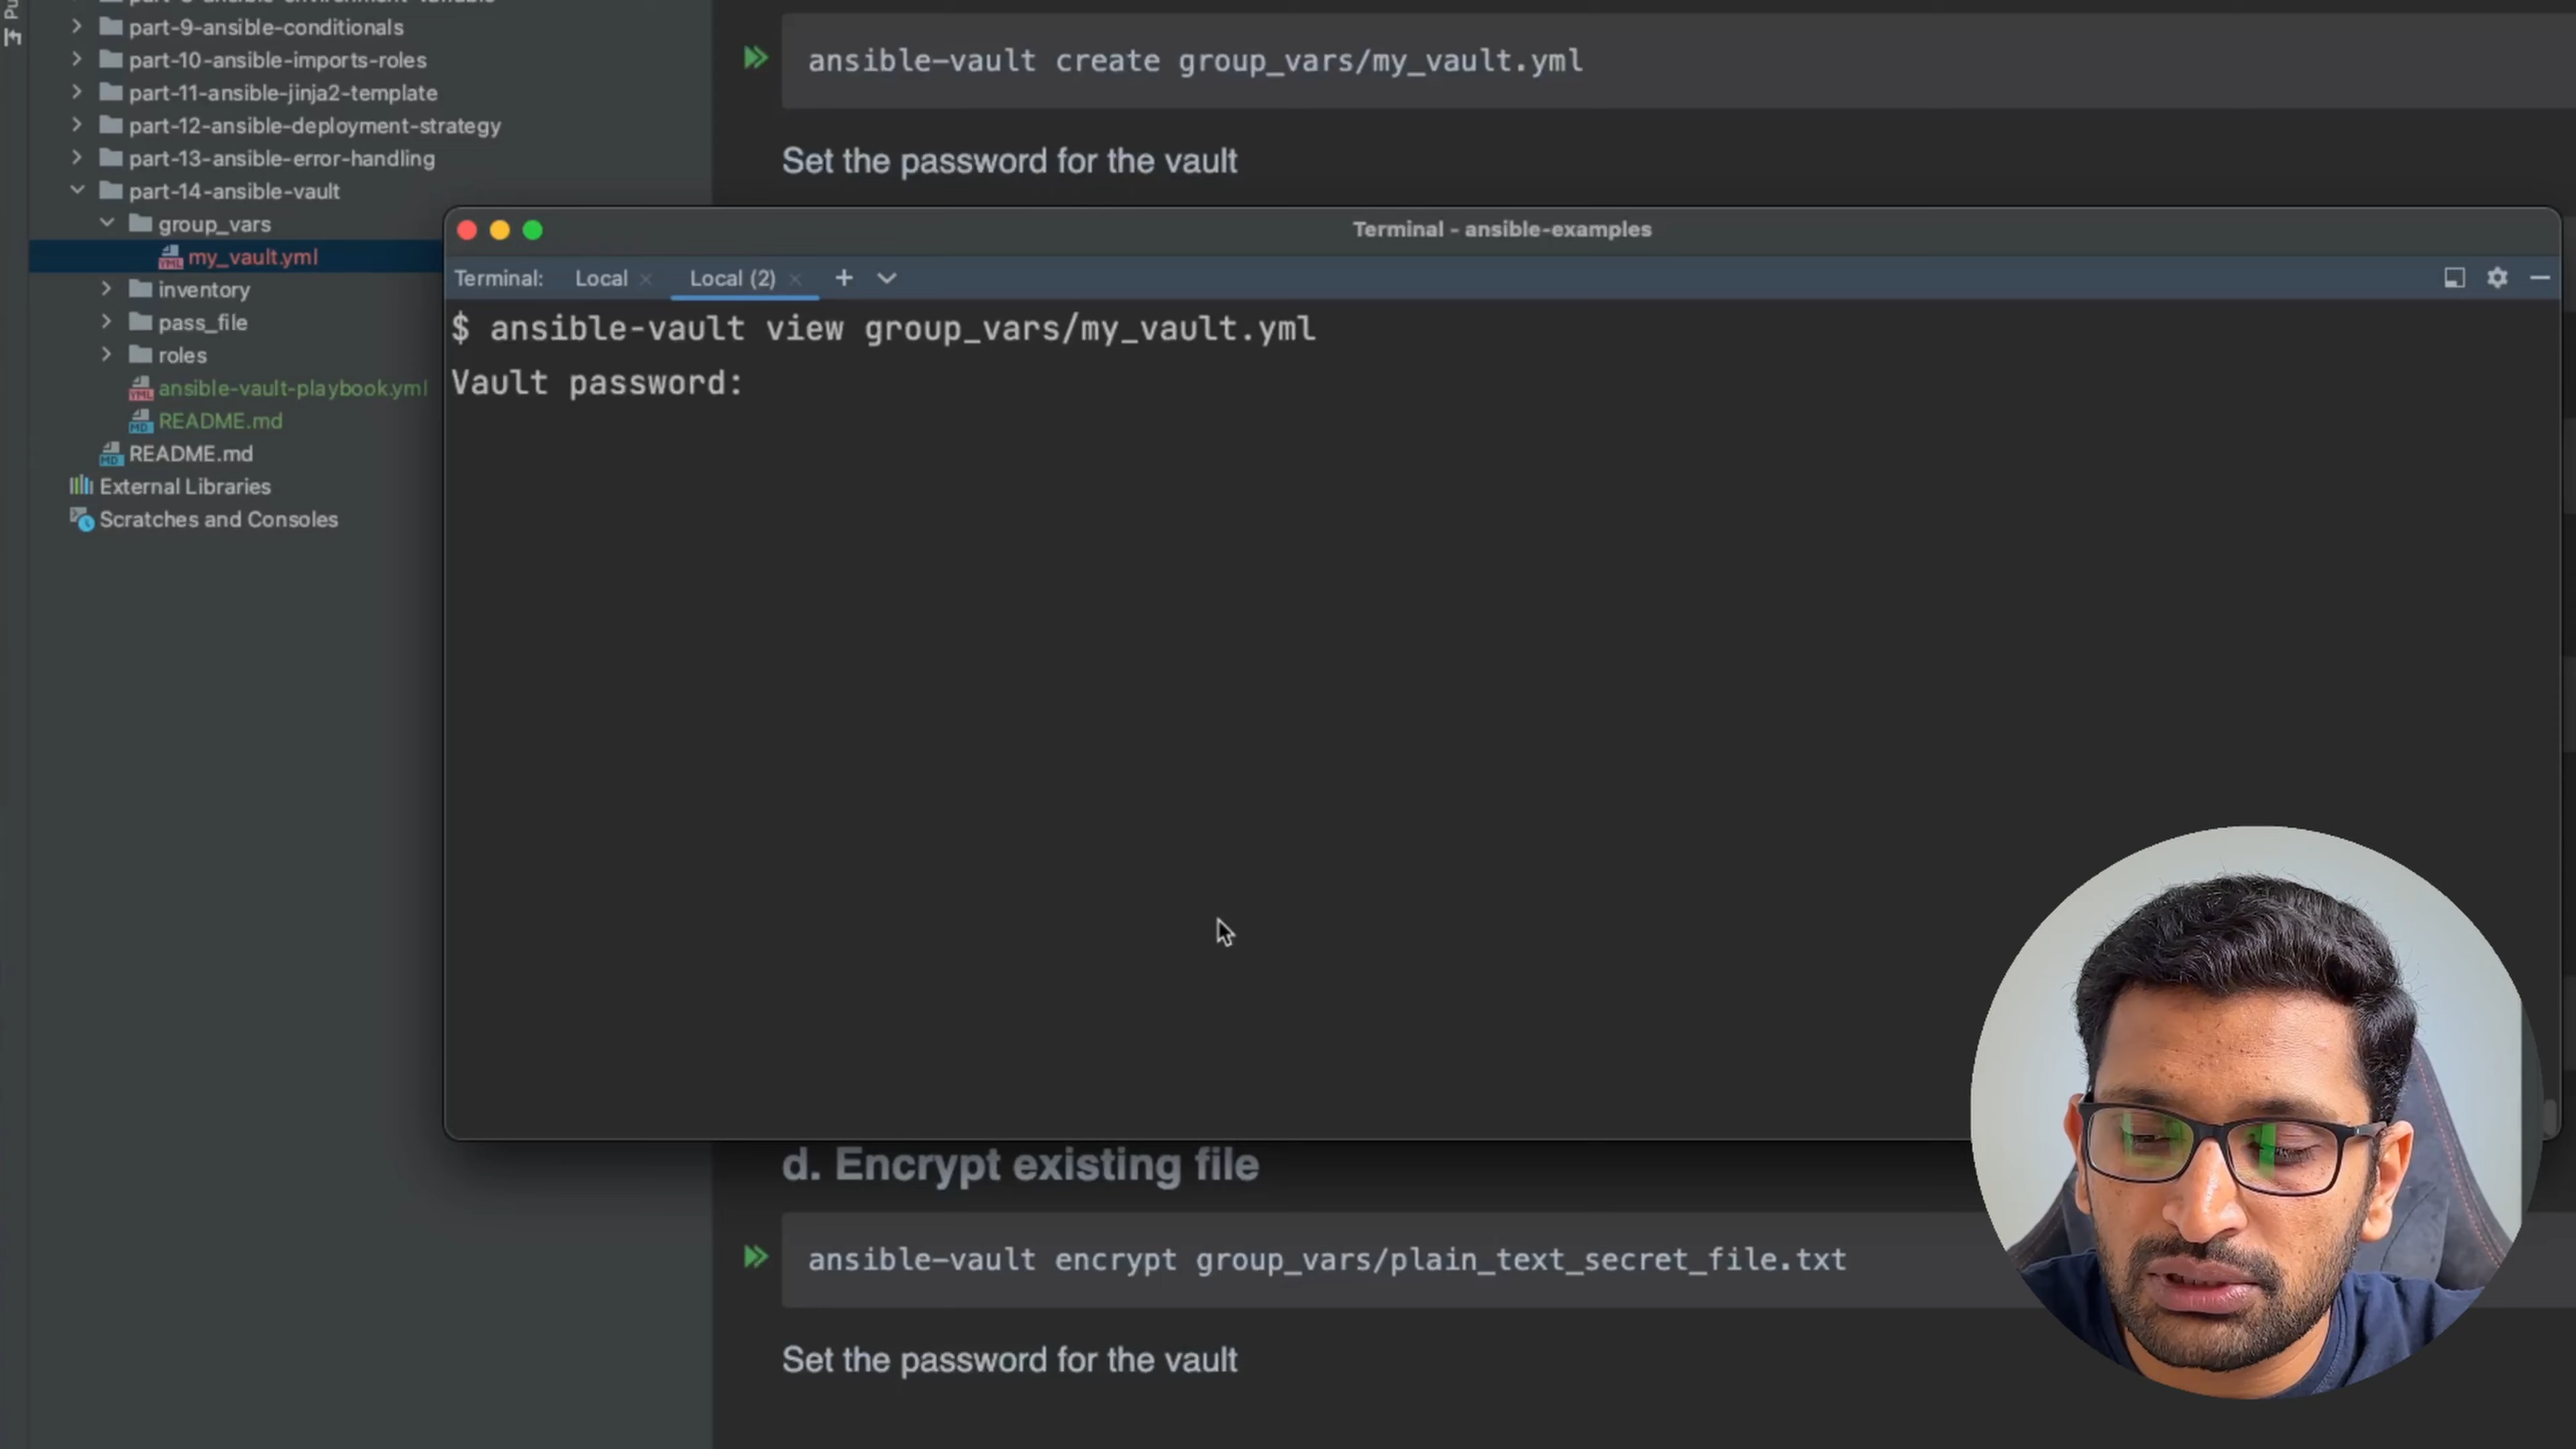 part-9-ansible-conditionals
part-10-ansible-imports-roles
part-11-ansible-jinja2-template
part-12-ansible-deployment-strategy
part-13-ansible-error-handling
part-14-ansible-vault
group_vars
my_vault.yml
inventory
pass_file
roles
ansible-vault-playbook.yml
README.md
README.md
External Libraries
Scratches and Consoles
ansible-vault create group_vars/my_vault.yml
Set the password for the vault
Terminal - ansible-examples
Terminal: Local Local (2)
$ ansible-vault view group_vars/my_vault.yml
Vault password:
d. Encrypt existing file
ansible-vault encrypt group_vars/plain_text_secret_file.txt
Set the password for the vault